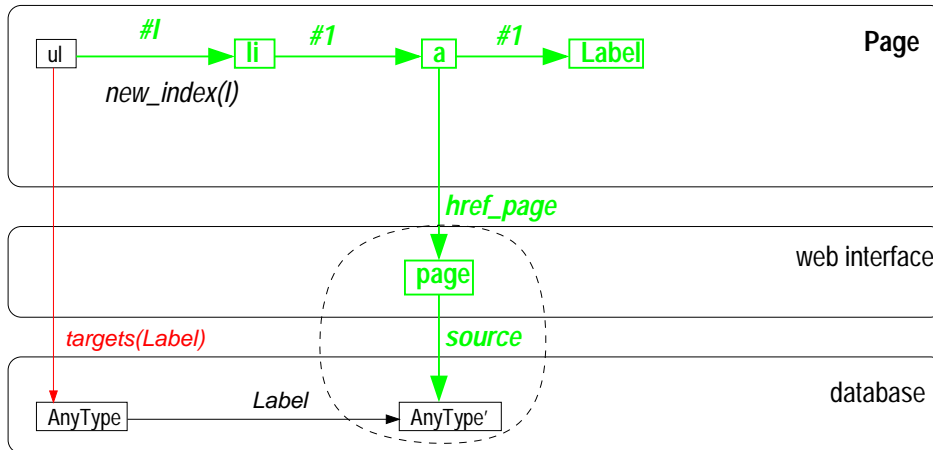 #I
#1
#1
Page
ul
li
a
Label
new_index(I)
href_page
web interface
page
targets(Label)
source
database
Label
AnyType
AnyType'